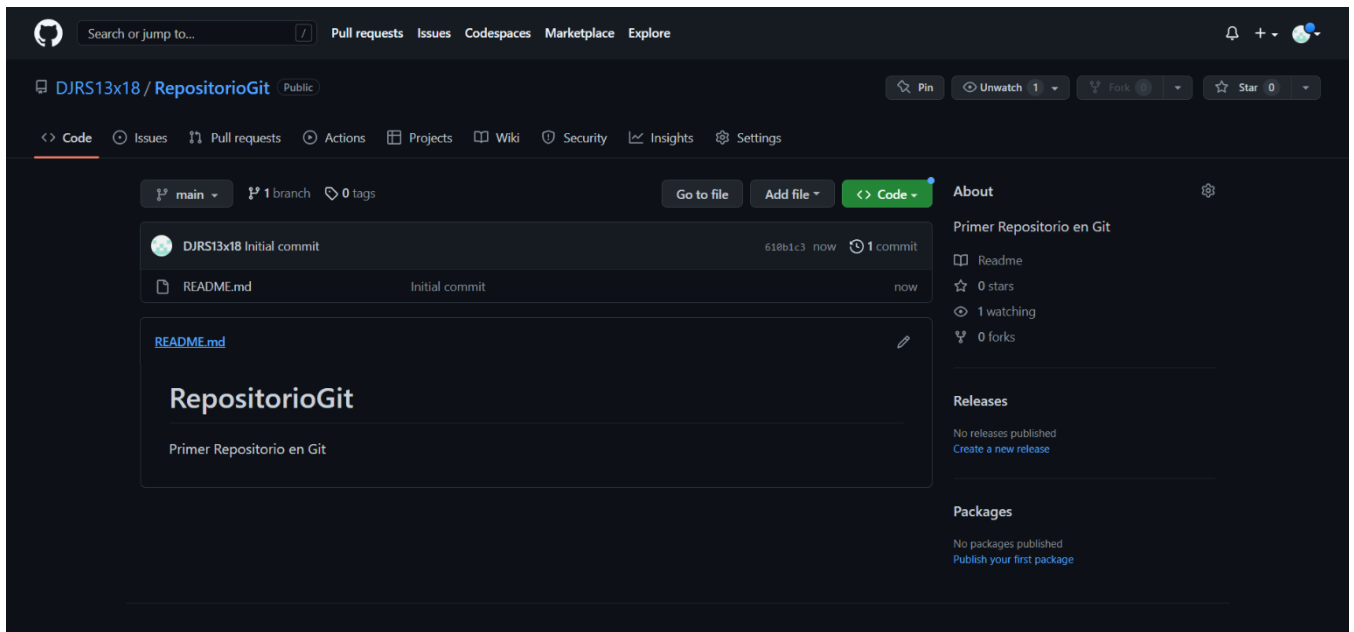 Search or jump to... / Pull requests Issues Codespaces Marketplace Explore
DJRS13x18 / RepositorioGit Public Pin Unwatch 1 Fork 0 Star 0
Code Issues Pull requests Actions Projects Wiki Security Insights Settings
main 1 branch 0 tags Go to file Add file Code
DJRS13x18 Initial commit 610b1c3 now 1 commit
README.md Initial commit now
README.md
RepositorioGit
Primer Repositorio en Git
About
Primer Repositorio en Git
Readme
0 stars
1 watching
0 forks
Releases
No releases published
Create a new release
Packages
No packages published
Publish your first package